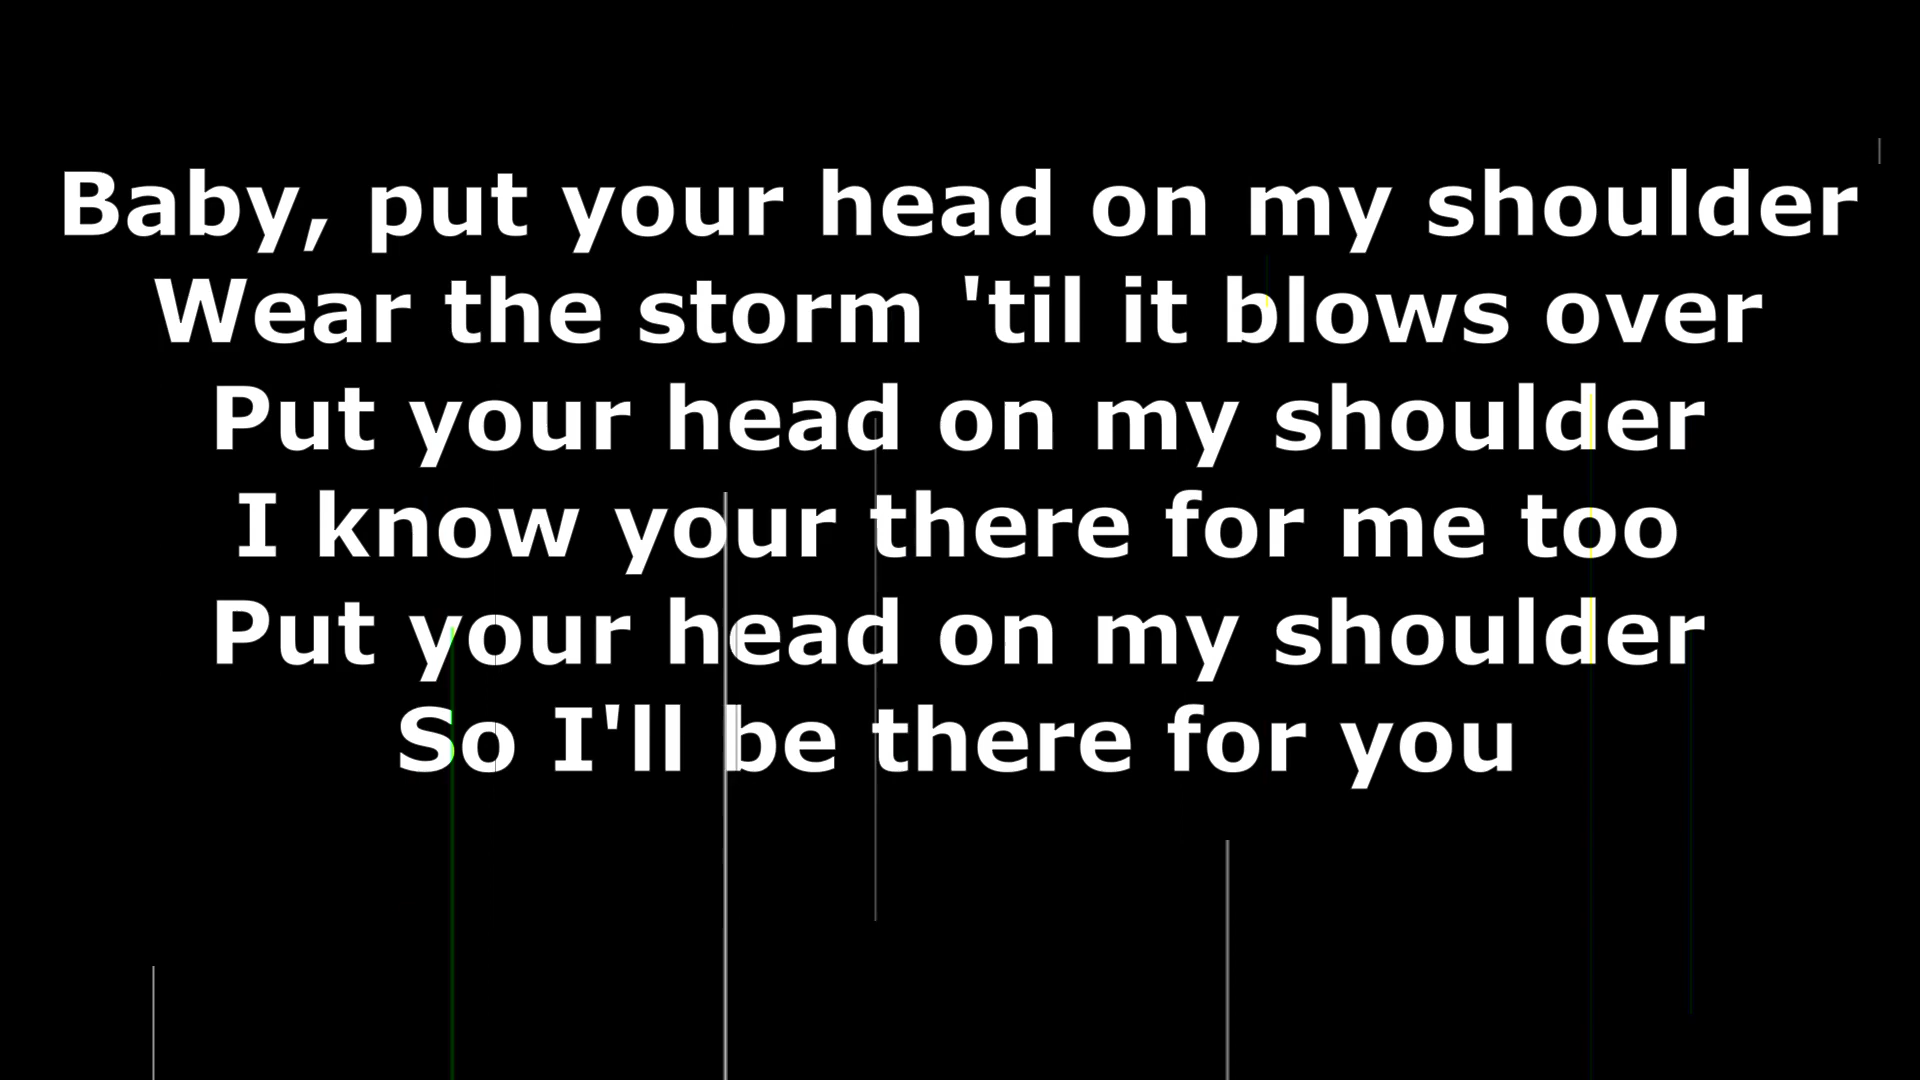 Baby, put your head on my shoulder
Wear the storm 'til it blows over
Put your head on my shoulder
I know your there for me too
Put your head on my shoulder
So I'll be there for you